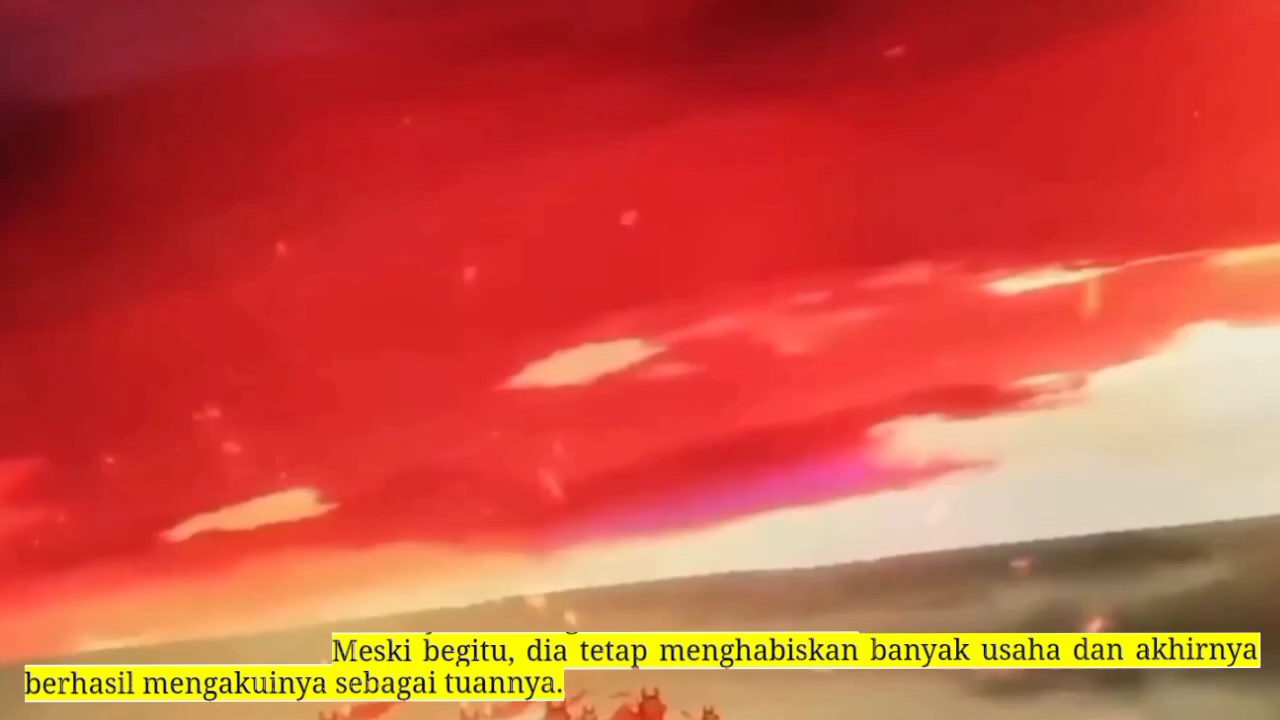 Meski begitu, dia tetap menghabiskan banyak usaha dan akhirnya
berhasil mengakuinya sebagai tuannya.